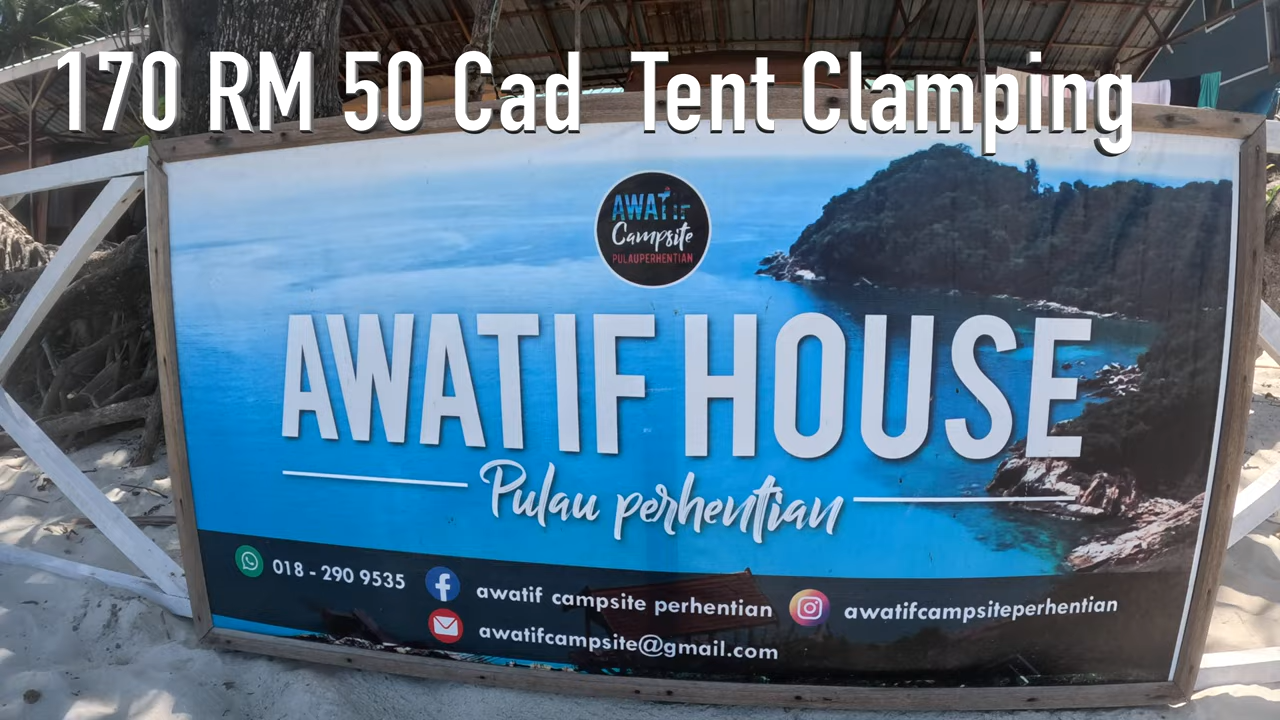 170 RM 50 Cad Tent Clamping
AWATIF
Campsite
PULAUPERHENTIAN
AWATIF HOUSE
Pulau perhentian
018 - 290 9535
awatif campsite perhentian
awatifcampsiteperhentian
awatifcampsite@gmail.com